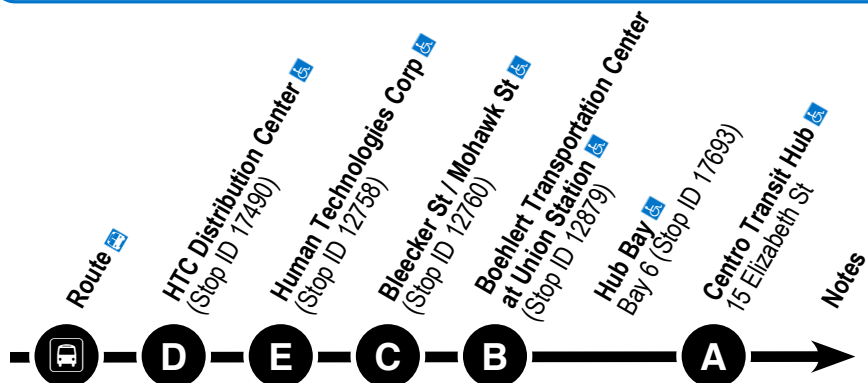 Route
HTC Distribution Center
(Stop ID 17490)
Human Technologies Corp
(Stop ID 12758)
Bleecker St / Mohawk St
(Stop ID 12760)
Boehlert Transportation Center
at Union Station
(Stop ID 12879)
Hub Bay
Bay 6 (Stop ID 17693)
Centro Transit Hub
15 Elizabeth St
Notes
D
E
C
B
A